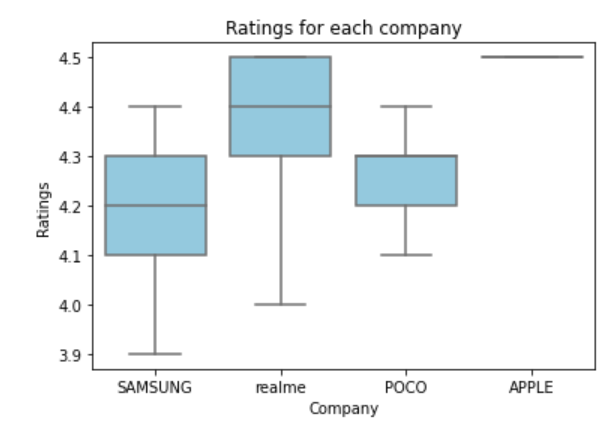 Ratings for each company
4.5
4.4
4.3
4.2
4.1
4.0
3.9
Ratings
SAMSUNG realme POCO APPLE
Company